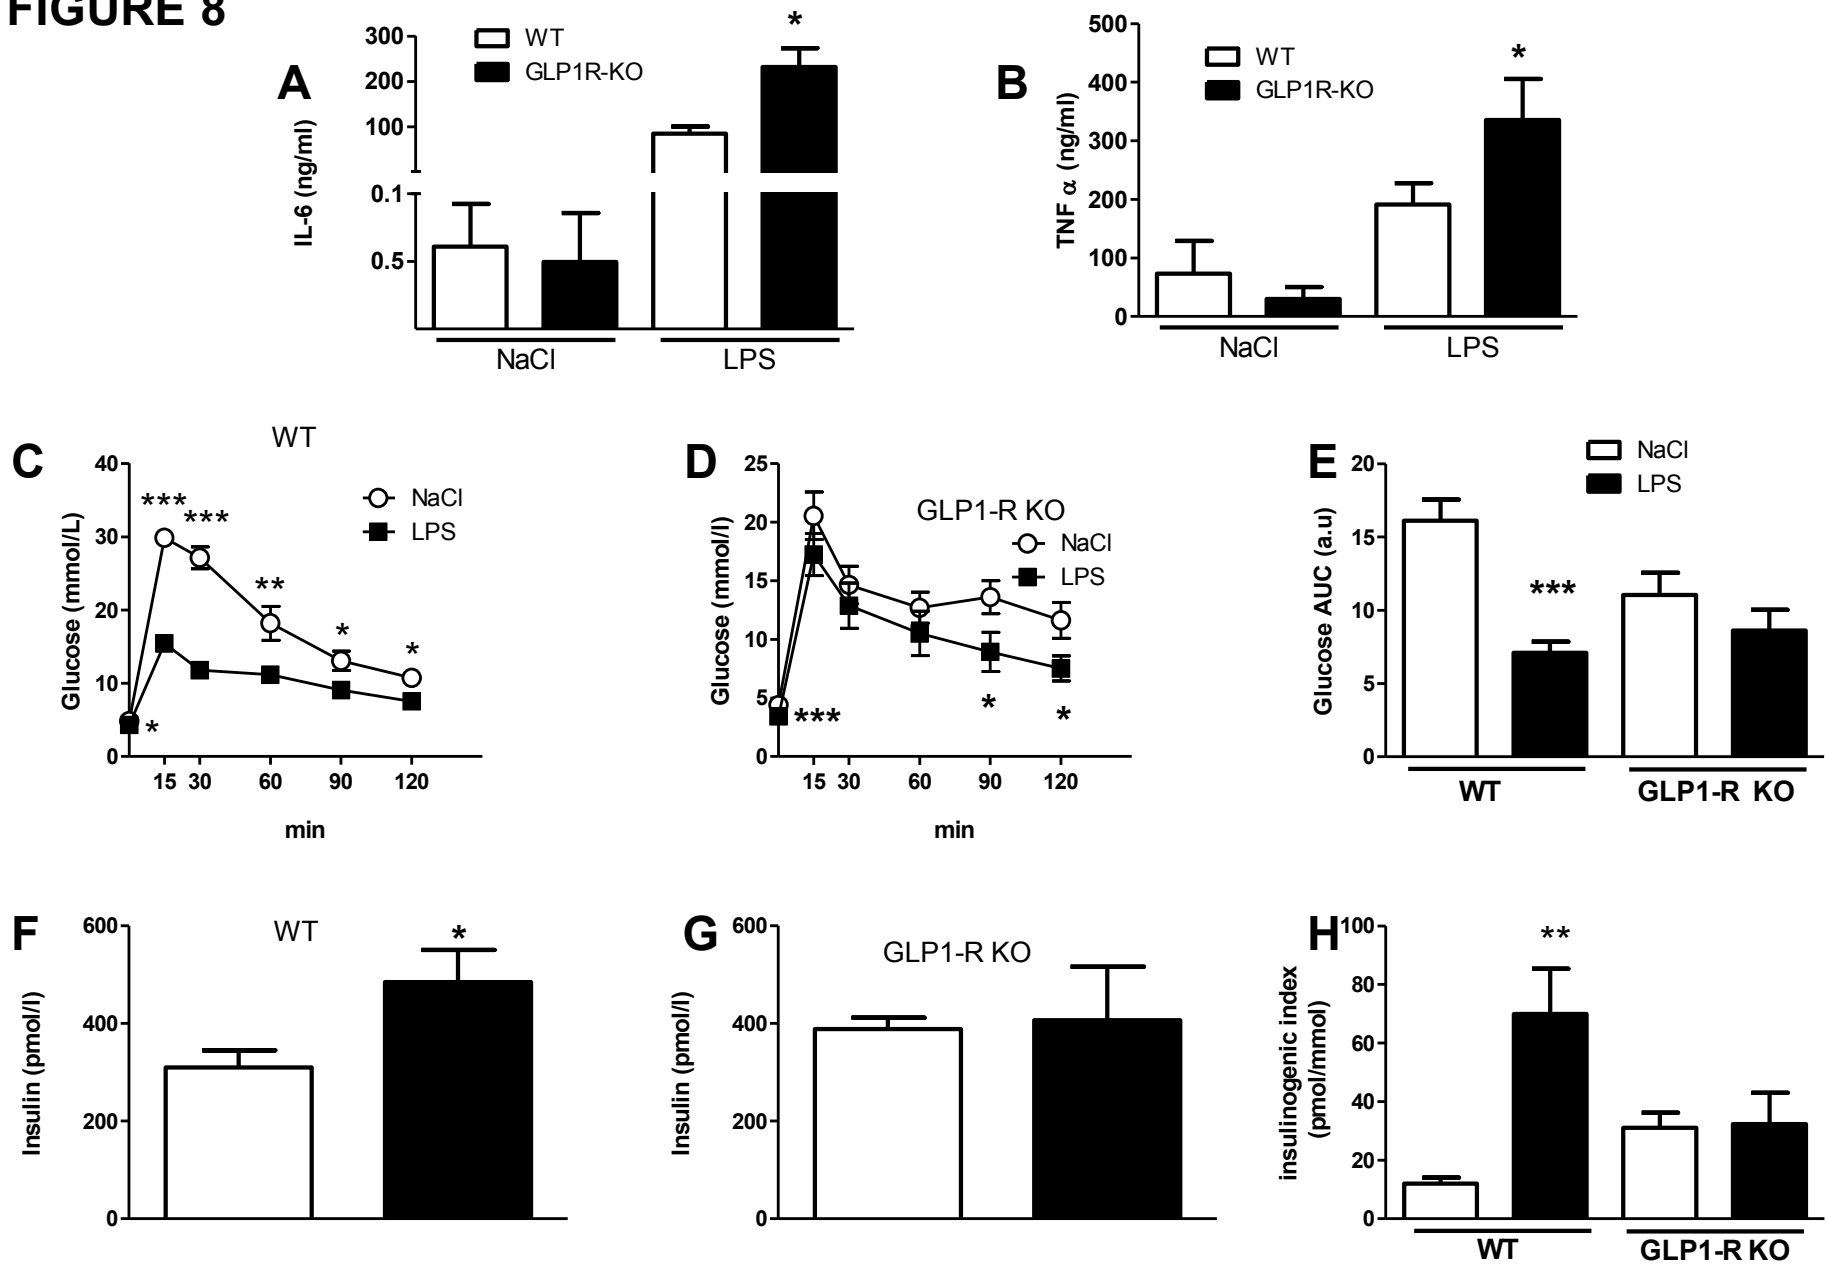 FIGURE 8
A
IL-6 (ng/ml)
300
200
100
0.1
0.5
WT
GLP1R-KO
*
NaCl
LPS
B
TNF α (ng/ml)
500
400
300
200
100
0
WT
GLP1R-KO
*
NaCl
LPS
C
WT
Glucose (mmol/L)
40
30
20
10
0
***
***
**
*
*
*
NaCl
LPS
15 30 60 90 120
min
D
GLP1-R KO
Glucose (mmol/l)
25
20
15
10
5
0
NaCl
LPS
***
*
*
15 30 60 90 120
min
E
Glucose AUC (a.u)
20
15
10
5
0
NaCl
LPS
***
WT
GLP1-R KO
F
WT
Insulin (pmol/l)
600
400
200
0
*
G
GLP1-R KO
Insulin (pmol/l)
600
400
200
0
H
insulinogenic index
(pmol/mmol)
100
80
60
40
20
0
**
WT
GLP1-R KO